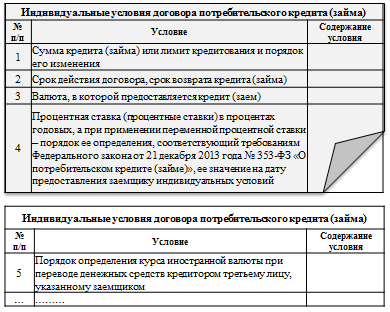 Индивидуальные условия договора потребительского кредита (займа)
№ п/п Условие Содержание условия
1 Сумма кредита (займа) или лимит кредитования и порядок
его изменения
2 Срок действия договора, срок возврата кредита (займа)
3 Валюта, в которой предоставляется кредит (заем)
4 Процентная ставка (процентные ставки) в процентах
годовых, а при применении переменной процентной ставки
– порядок ее определения, соответствующий требованиям
Федерального закона от 21 декабря 2013 года № 353-ФЗ «О
потребительском кредите (займе)», ее значение на дату
предоставления заемщику индивидуальных условий
Индивидуальные условия договора потребительского кредита (займа)
№ п/п Условие Содержание условия
5 Порядок определения курса иностранной валюты при
переводе денежных средств кредитором третьему лицу,
указанному заемщиком
... .........